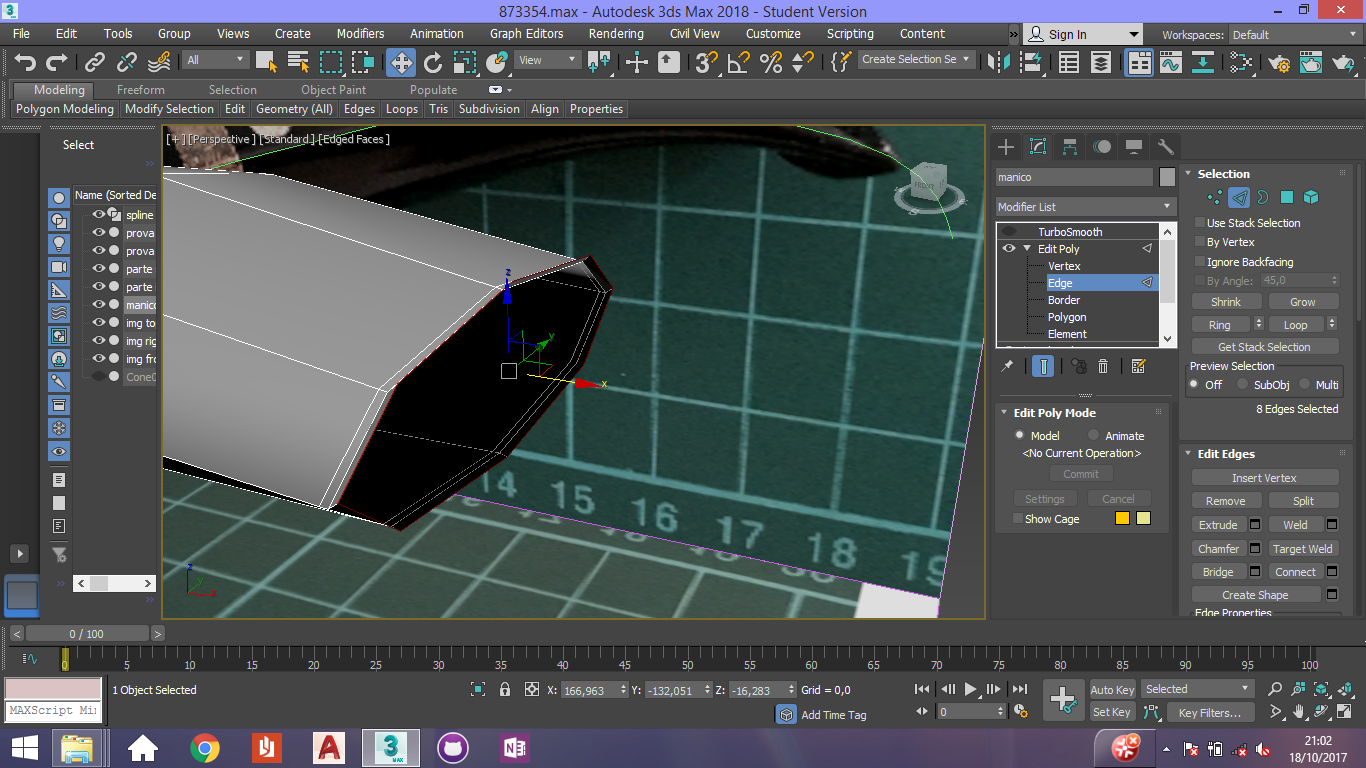 873354.max - Autodesk 3ds Max 2018 - Student Version
File Edit Tools Group Views Create Modifiers Animation Graph Editors Rendering Civil View Customize Scripting Content » Sign In Workspaces: Default
All View 3 Create Selection Se
Modeling Freeform Selection Object Paint Populate
Polygon Modeling Modify Selection Edit Geometry (All) Edges Loops Tris Subdivision Align Properties
Select
Name (Sorted De
spline
prova
prova
parte
parte
manico
img top
img rig
img fro
[+] [Perspective] [Standard] [Edged Faces]
FRONT
z
y
x
14 15 16 17 18 19
z
y
x
manico
Modifier List
TurboSmooth
Edit Poly
Vertex
Edge
Border
Polygon
Element
Edit Poly Mode
Model Animate
<No Current Operation>
Commit
Settings Cancel
Show Cage
Selection
Use Stack Selection
By Vertex
Ignore Backfacing
By Angle: 45,0
Shrink Grow
Ring Loop
Get Stack Selection
Preview Selection
Off SubObj Multi
8 Edges Selected
Edit Edges
Insert Vertex
Remove Split
Extrude Weld
Chamfer Target Weld
Bridge Connect
Create Shape
Edge Properties
< 0 / 100 >
0 5 10 15 20 25 30 35 40 45 50 55 60 65 70 75 80 85 90 95 100
MAXScript Mi
1 Object Selected
X: 166,963 Y: -132,051 Z: -16,283 Grid = 0,0
Add Time Tag
0
Auto Key Selected
Set Key Key Filters...
3 MAX
N
21:02
18/10/2017